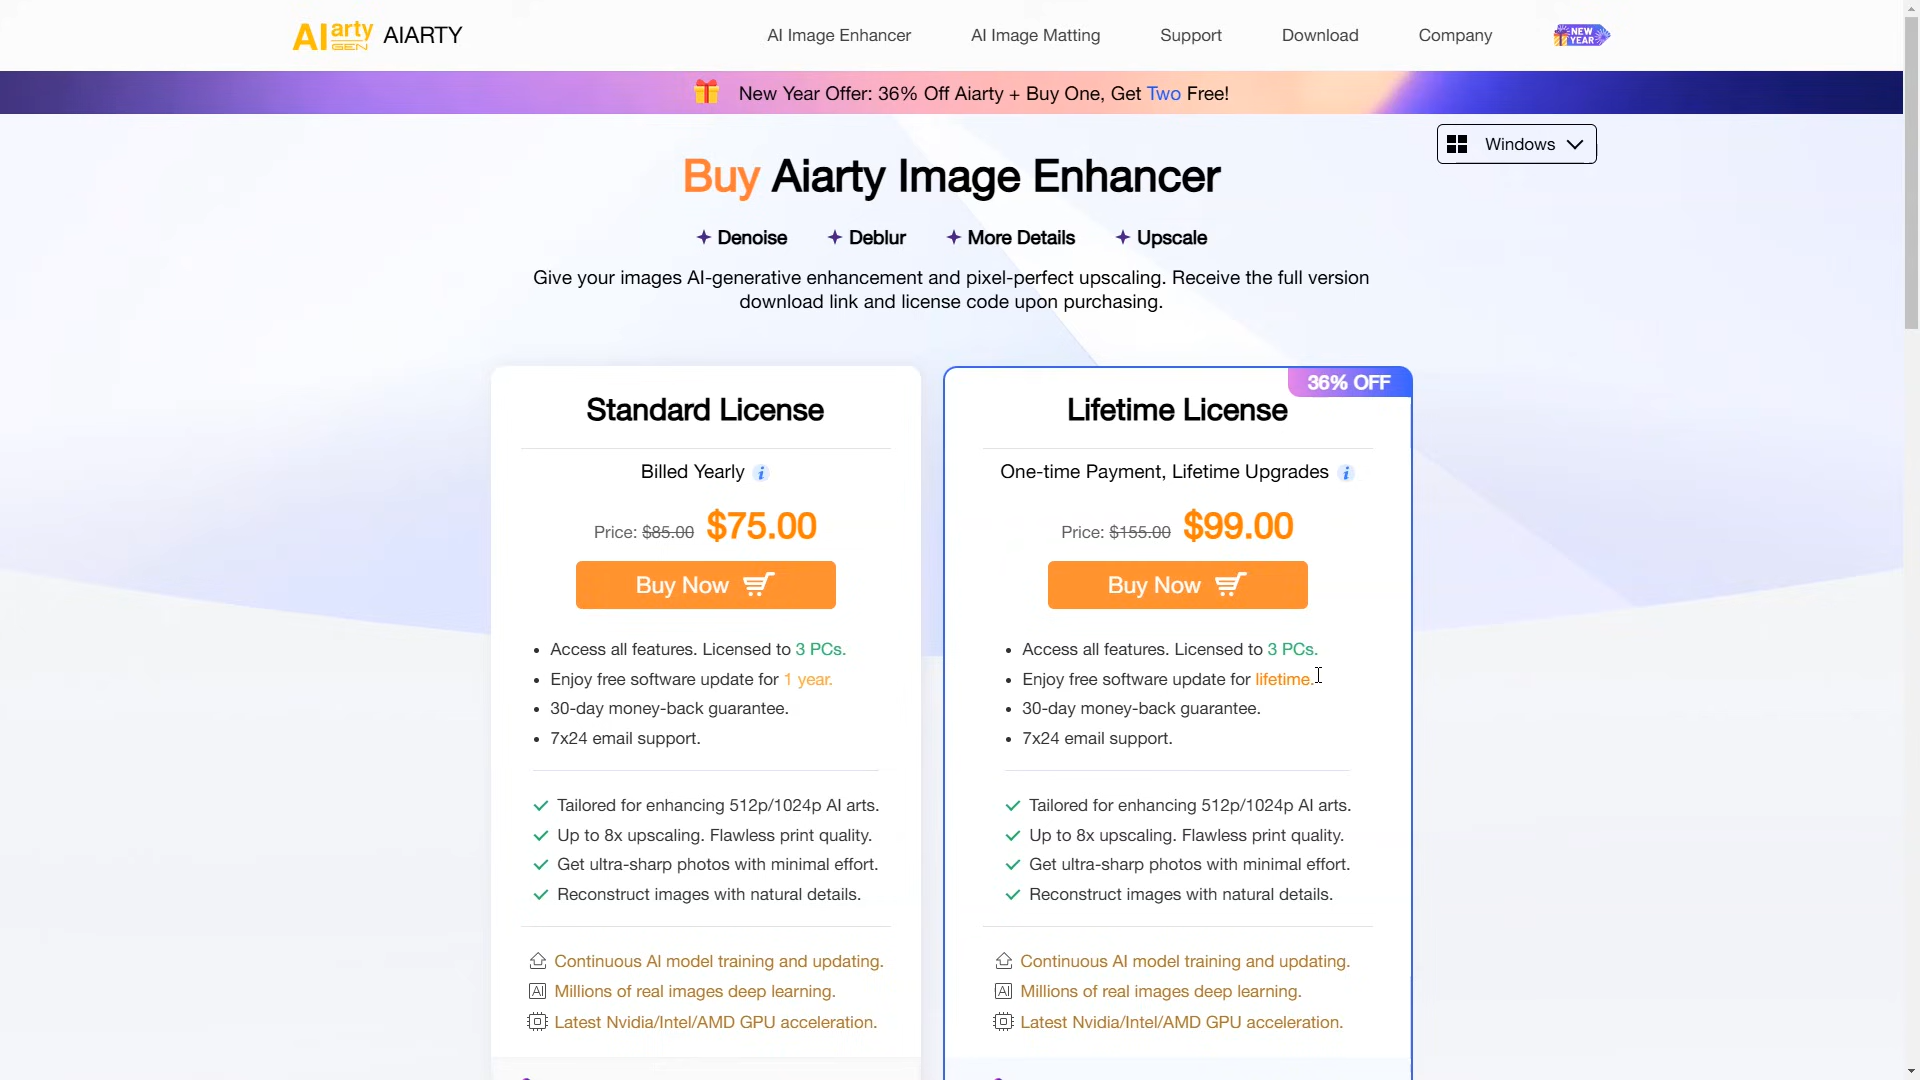 AIarty GEN AIARTY
AI Image Enhancer AI Image Matting Support Download Company NEW YEAR
New Year Offer: 36% Off Aiarty + Buy One, Get Two Free!
Windows
Buy Aiarty Image Enhancer
Denoise Deblur More Details Upscale
Give your images AI-generative enhancement and pixel-perfect upscaling. Receive the full version
download link and license code upon purchasing.
Standard License
Billed Yearly
Price: $85.00 $75.00
Buy Now
Access all features. Licensed to 3 PCs.
Enjoy free software update for 1 year.
30-day money-back guarantee.
7x24 email support.
Tailored for enhancing 512p/1024p AI arts.
Up to 8x upscaling. Flawless print quality.
Get ultra-sharp photos with minimal effort.
Reconstruct images with natural details.
Continuous AI model training and updating.
AI Millions of real images deep learning.
Latest Nvidia/Intel/AMD GPU acceleration.
36% OFF
Lifetime License
One-time Payment, Lifetime Upgrades
Price: $155.00 $99.00
Buy Now
Access all features. Licensed to 3 PCs.
Enjoy free software update for lifetime.
30-day money-back guarantee.
7x24 email support.
Tailored for enhancing 512p/1024p AI arts.
Up to 8x upscaling. Flawless print quality.
Get ultra-sharp photos with minimal effort.
Reconstruct images with natural details.
Continuous AI model training and updating.
AI Millions of real images deep learning.
Latest Nvidia/Intel/AMD GPU acceleration.